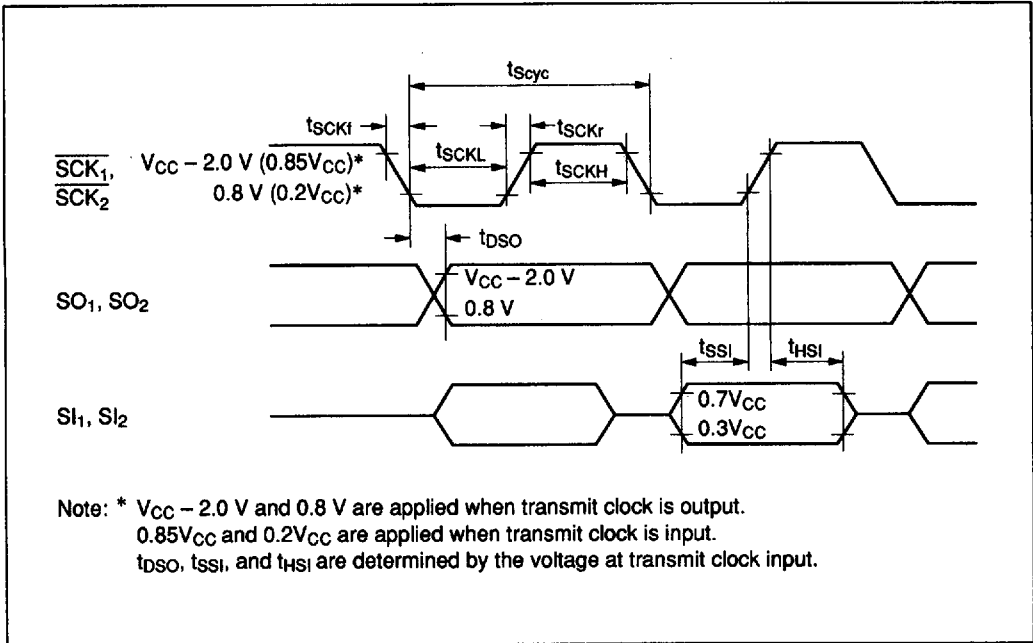 tScyc
tSCKf
tSCKr
tSCKL
tSCKH
SCK1, VCC – 2.0 V (0.85VCC)*
SCK2 0.8 V (0.2VCC)*
tDSO
VCC – 2.0 V
SO1, SO2
0.8 V
tSSI
tHSI
0.7VCC
SI1, SI2
0.3VCC
Note: * VCC – 2.0 V and 0.8 V are applied when transmit clock is output.
0.85VCC and 0.2VCC are applied when transmit clock is input.
tDSO, tSSI, and tHSI are determined by the voltage at transmit clock input.